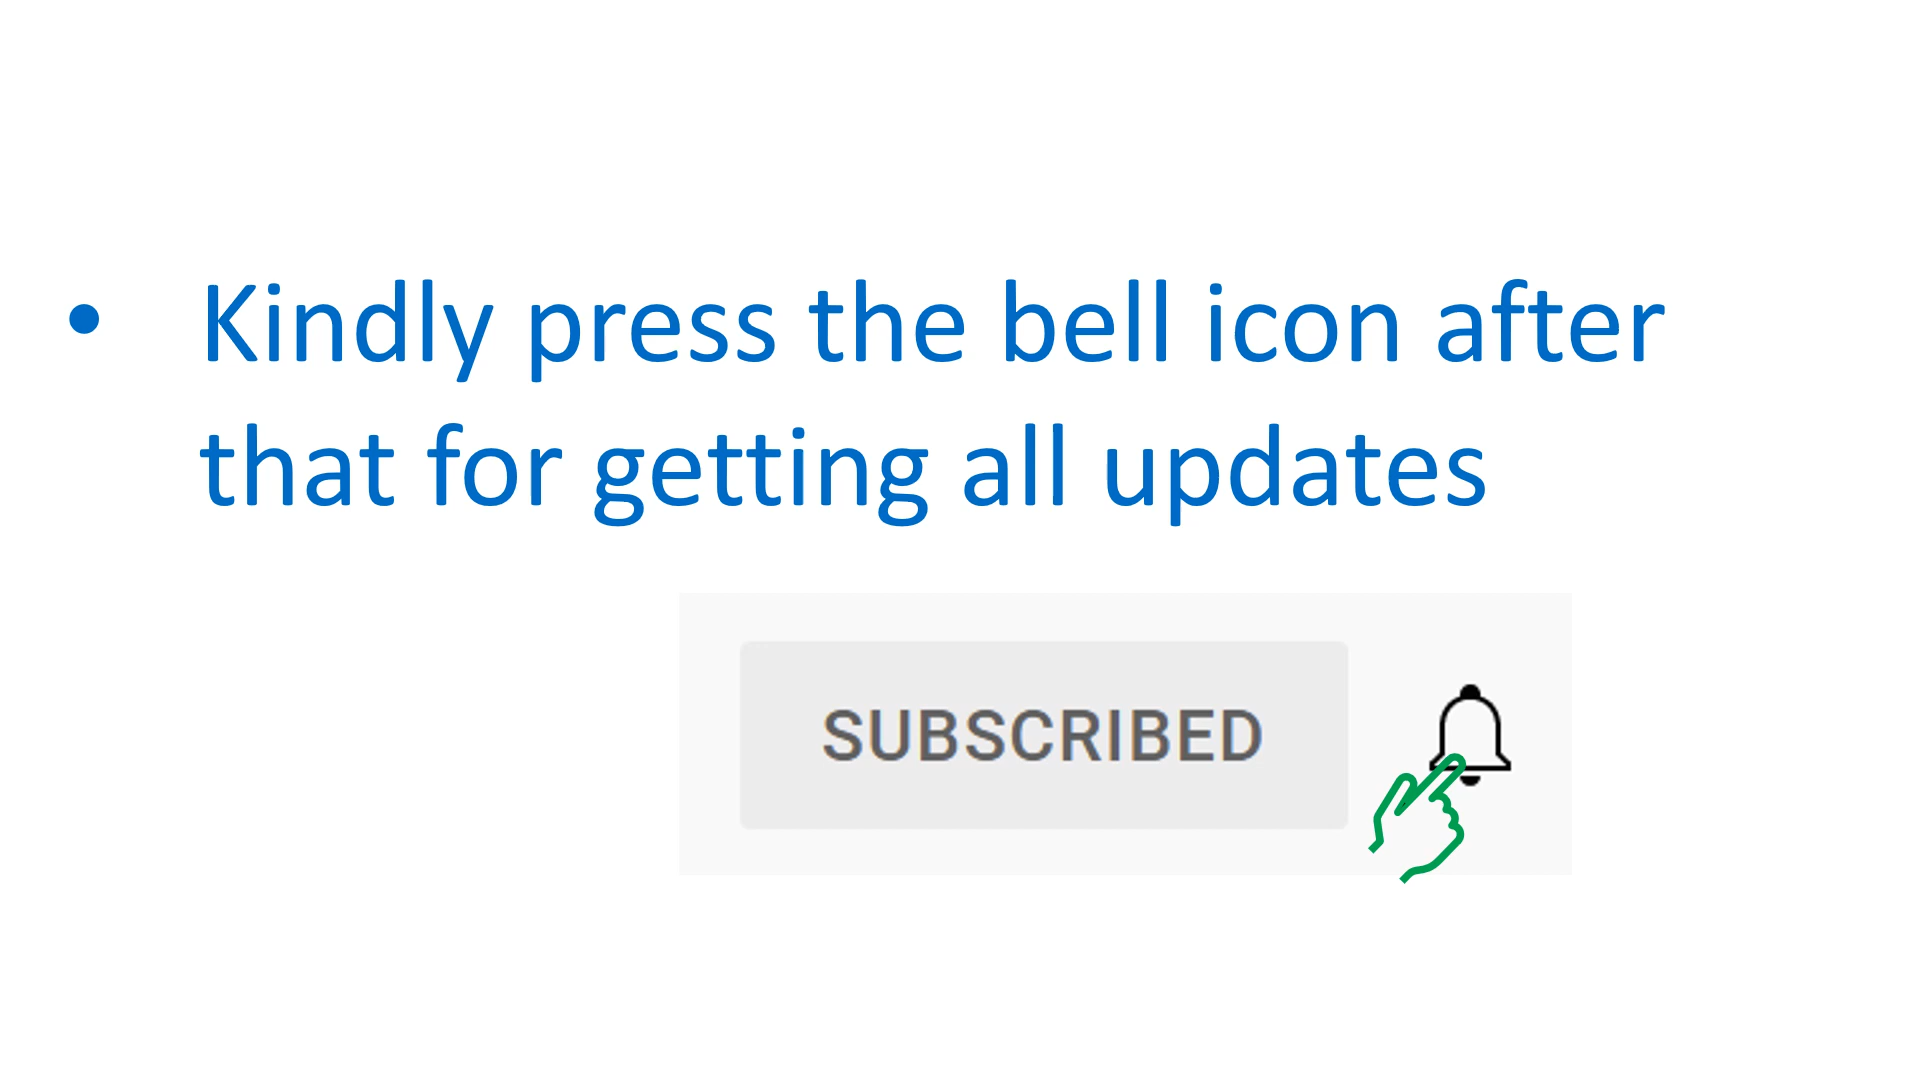 • Kindly press the bell icon after
that for getting all updates
SUBSCRIBED